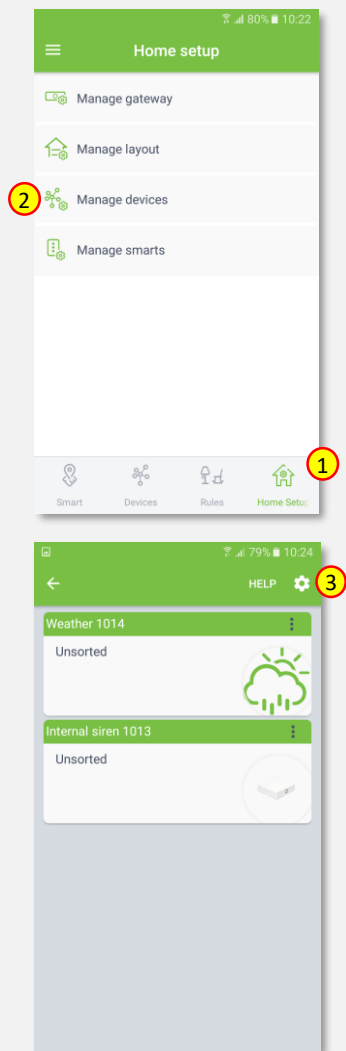 80% 10:22
Home setup
Manage gateway
Manage layout
2 Manage devices
Manage smarts
1
Smart Devices Rules Home Setup
79% 10:24
HELP 3
Weather 1014
Unsorted
Internal siren 1013
Unsorted